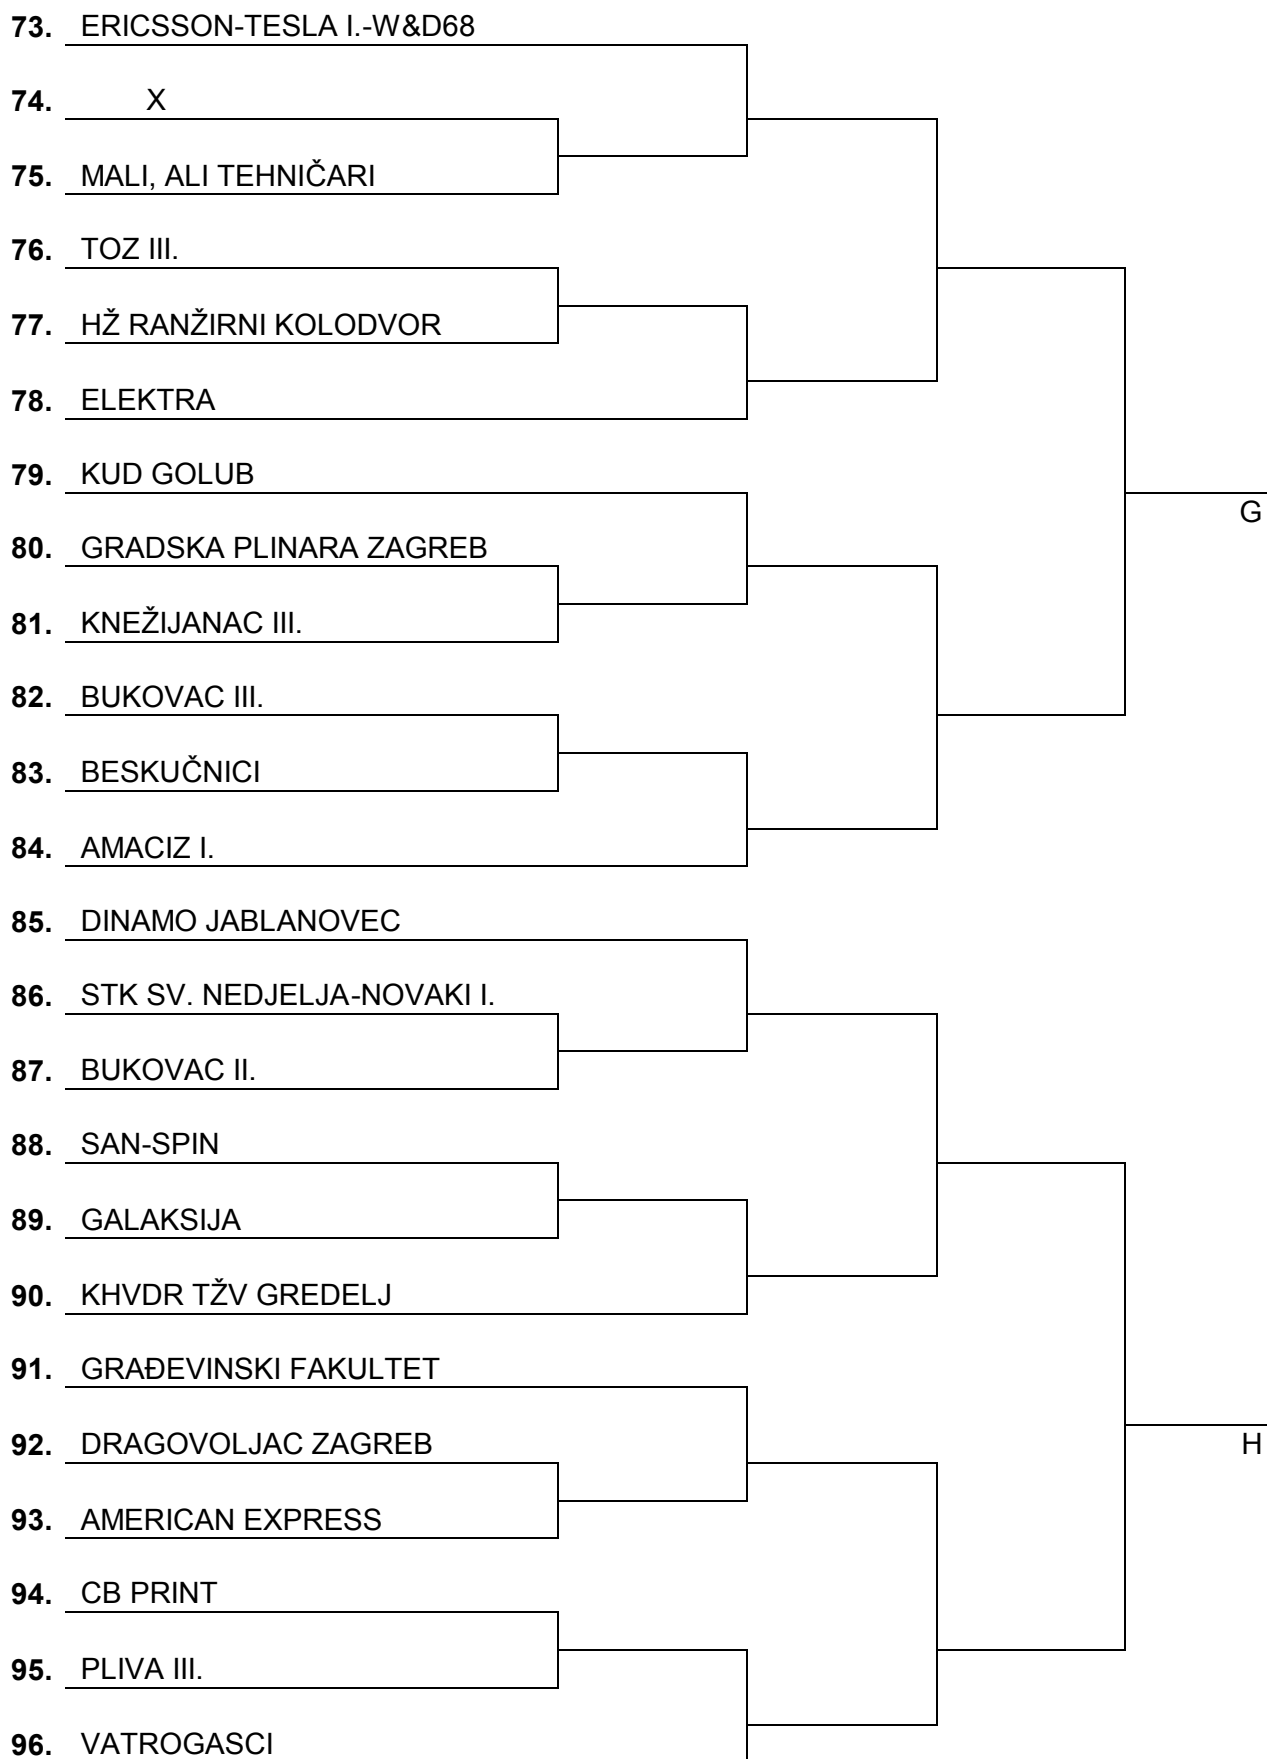 73. ERICSSON-TESLA I.-W&D68
74. X
75. MALI, ALI TEHNIČARI
76. TOZ III.
77. HŽ RANŽIRNI KOLODVOR
78. ELEKTRA
79. KUD GOLUB
G
80. GRADSKA PLINARA ZAGREB
81. KNEŽIJANAC III.
82. BUKOVAC III.
83. BESKUČNICI
84. AMACIZ I.
85. DINAMO JABLANOVEC
86. STK SV. NEDJELJA-NOVAKI I.
87. BUKOVAC II.
88. SAN-SPIN
89. GALAKSIJA
90. KHVDR TŽV GREDELJ
91. GRAĐEVINSKI FAKULTET
92. DRAGOVOLJAC ZAGREB
H
93. AMERICAN EXPRESS
94. CB PRINT
95. PLIVA III.
96. VATROGASCI